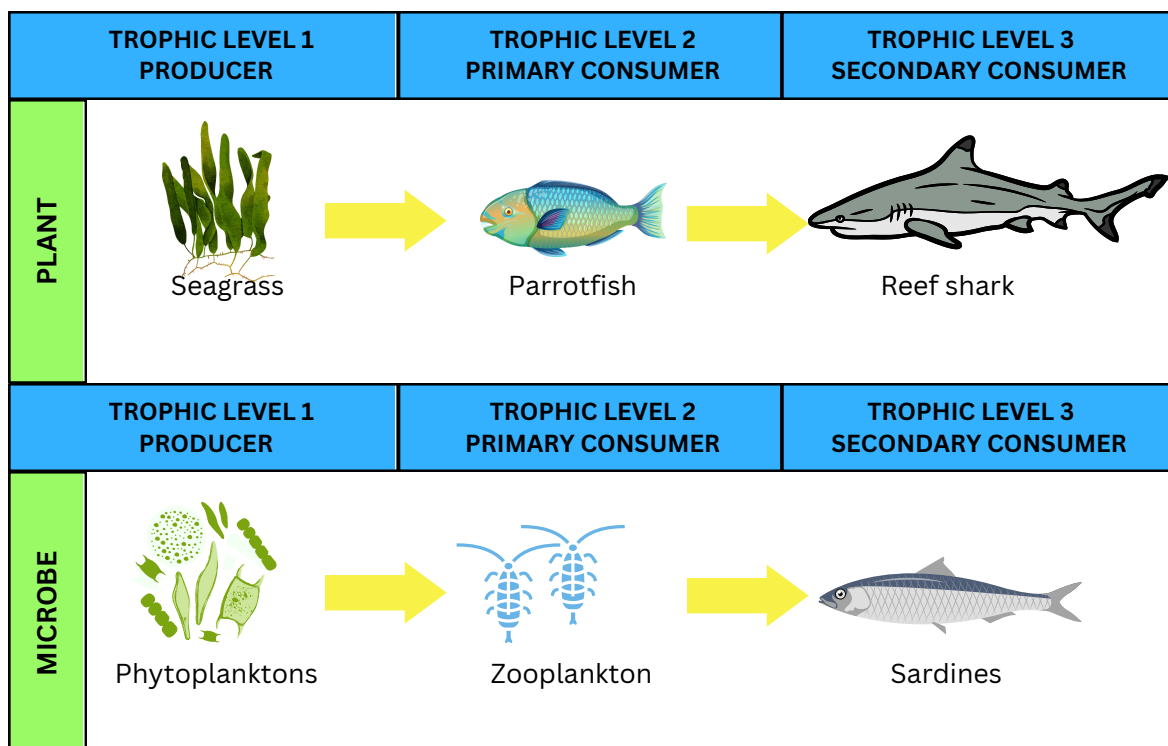 TROPHIC LEVEL 1
PRODUCER
TROPHIC LEVEL 2
PRIMARY CONSUMER
TROPHIC LEVEL 3
SECONDARY CONSUMER
PLANT
Seagrass
Parrotfish
Reef shark
TROPHIC LEVEL 1
PRODUCER
TROPHIC LEVEL 2
PRIMARY CONSUMER
TROPHIC LEVEL 3
SECONDARY CONSUMER
MICROBE
Phytoplanktons
Zooplankton
Sardines